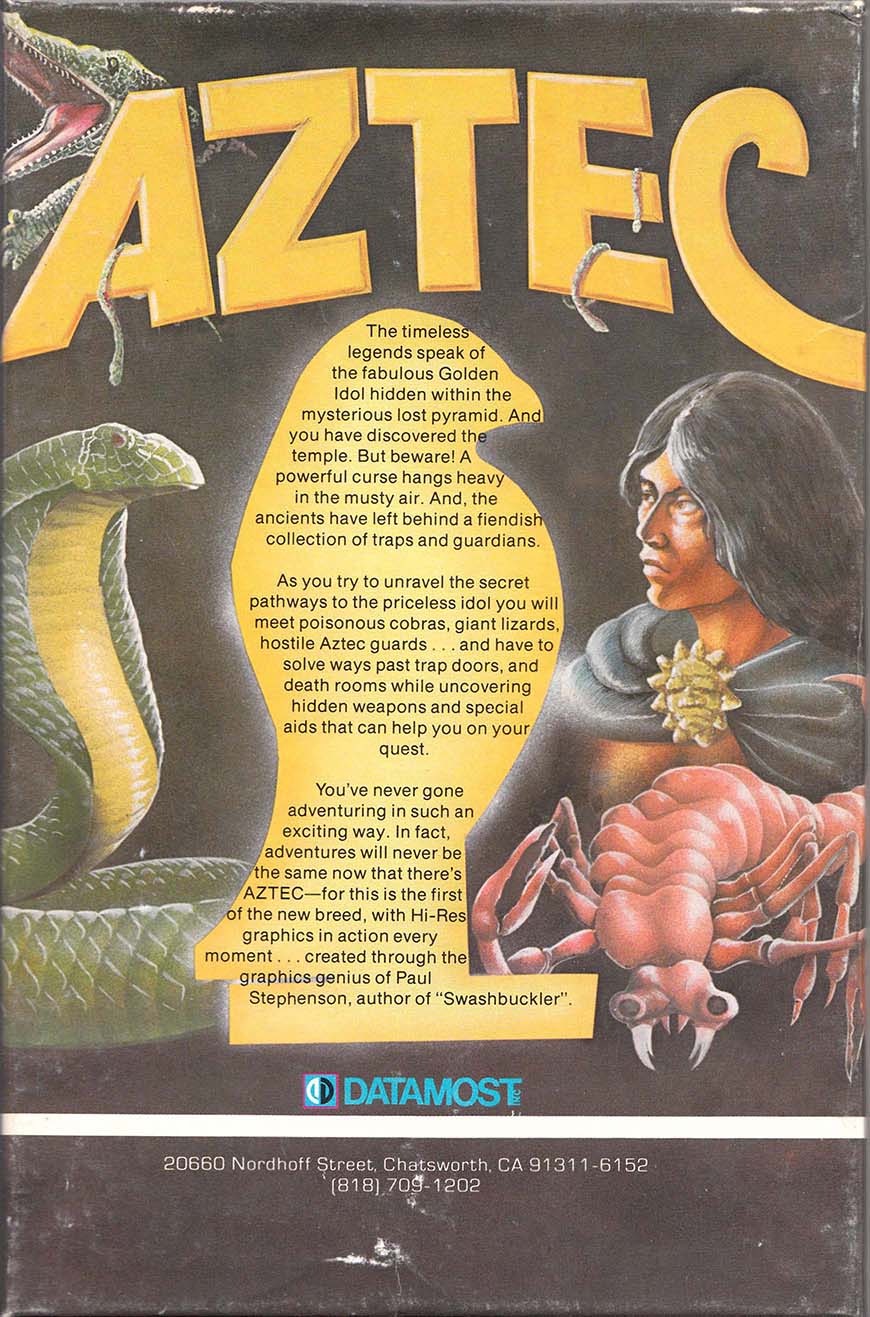 AZTEC
The timeless
legends speak of
the fabulous Golden
Idol hidden within the
mysterious lost pyramid. And
you have discovered the
temple. But beware! A
powerful curse hangs heavy
in the musty air. And, the
ancients have left behind a fiendish
collection of traps and guardians.
As you try to unravel the secret
pathways to the priceless idol you will
meet poisonous cobras, giant lizards,
hostile Aztec guards . . . and have to
solve ways past trap doors, and
death rooms while uncovering
hidden weapons and special
aids that can help you on your
quest.
You've never gone
adventuring in such an
exciting way. In fact,
adventures will never be
the same now that there's
AZTEC—for this is the first
of the new breed, with Hi-Res
graphics in action every
moment . . . created through the
graphics genius of Paul
Stephenson, author of "Swashbuckler".
DATAMOST INC
20660 Nordhoff Street, Chatsworth, CA 91311-6152
(818) 709-1202